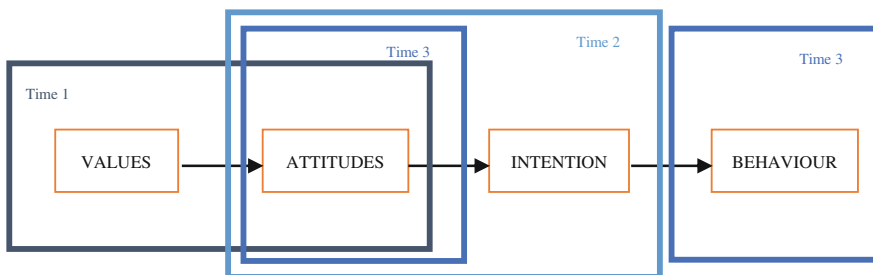 Time 2
Time 3
Time 3
Time 1
VALUES
ATTITUDES
INTENTION
BEHAVIOUR